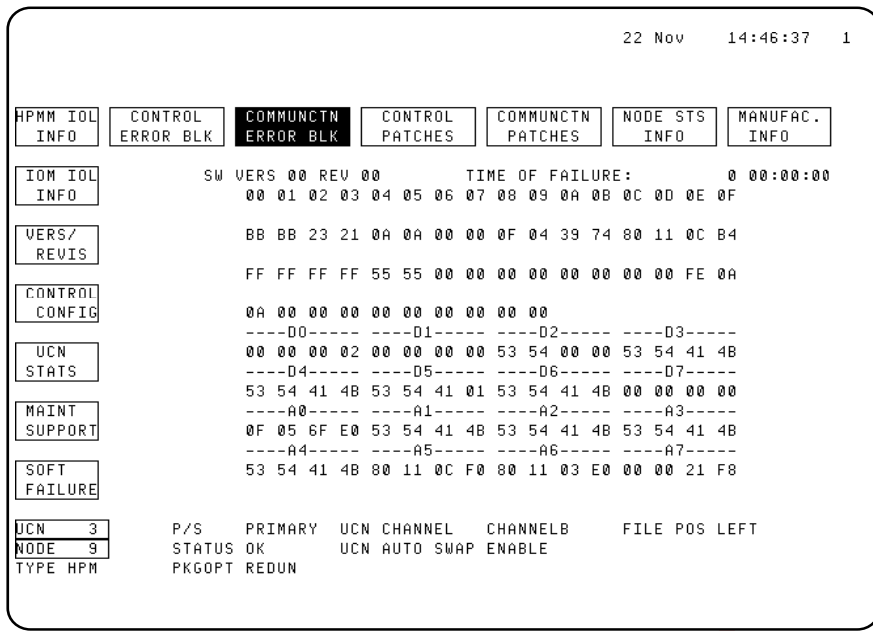 22 Nov 14:46:37 1
HPMM IOL CONTROL COMMUNCTN CONTROL COMMUNCTN NODE STS MANUFAC.
INFO ERROR BLK ERROR BLK PATCHES PATCHES INFO INFO
IOM IOL SW VERS 00 REV 00 TIME OF FAILURE: 0 00:00:00
INFO 00 01 02 03 04 05 06 07 08 09 0A 0B 0C 0D 0E 0F
VERS/ BB BB 23 21 0A 0A 00 00 0F 04 39 74 80 11 0C B4
REVIS
FF FF FF FF 55 55 00 00 00 00 00 00 00 00 FE 0A
CONTROL
CONFIG 0A 00 00 00 00 00 00 00 00 00
----D0----- ----D1----- ----D2----- ----D3-----
UCN 00 00 00 02 00 00 00 00 53 54 00 00 53 54 41 4B
STATS ----D4----- ----D5----- ----D6----- ----D7-----
53 54 41 4B 53 54 41 01 53 54 41 4B 00 00 00 00
MAINT ----A0----- ----A1----- ----A2----- ----A3-----
SUPPORT 0F 05 6F E0 53 54 41 4B 53 54 41 4B 53 54 41 4B
----A4----- ----A5----- ----A6----- ----A7-----
SOFT 53 54 41 4B 80 11 0C F0 80 11 03 E0 00 00 21 F8
FAILURE
UCN 3 P/S PRIMARY UCN CHANNEL CHANNELB FILE POS LEFT
NODE 9 STATUS OK UCN AUTO SWAP ENABLE
TYPE HPM PKGOPT REDUN